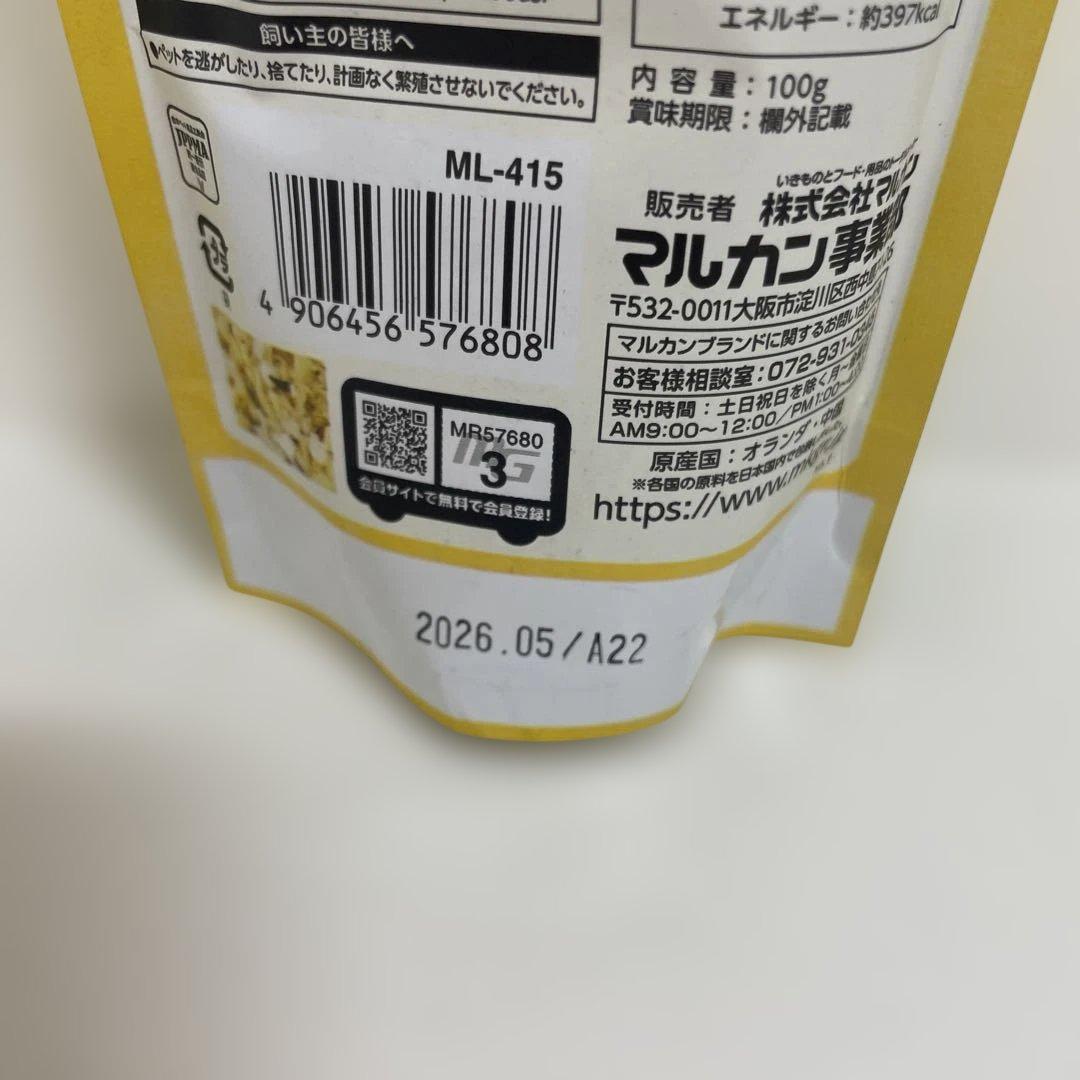 エネルギー：約397kcal
飼い主の皆様へ
●ペットを逃がしたり、捨てたり、計画なく繁殖させないでください。
内容量：100g
賞味期限：欄外記載
JPPMA
ML-415
4 906456 576808
いきものとフード・用品のトータル
販売者 株式会社マルカン
マルカン事業部
〒532-0011大阪市淀川区西中島
マルカンブランドに関するお問い合わせ
お客様相談室：072-931-03
受付時間：土日祝日を除く月～金曜
AM9:00～12:00／PM1:00～
原産国：オランダ・中国
※各国の原料を日本国内で
https://www.m
MR57680
3
会員サイトで無料で会員登録!
2026.05/A22